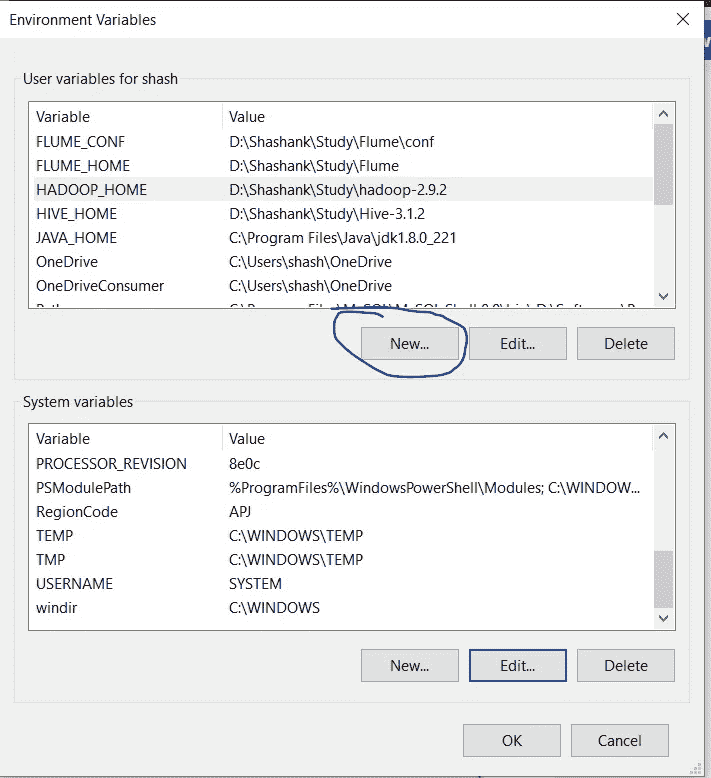 Environment Variables
User variables for shash
Variable Value
FLUME_CONF D:\Shashank\Study\Flume\conf
FLUME_HOME D:\Shashank\Study\Flume
HADOOP_HOME D:\Shashank\Study\hadoop-2.9.2
HIVE_HOME D:\Shashank\Study\Hive-3.1.2
JAVA_HOME C:\Program Files\Java\jdk1.8.0_221
OneDrive C:\Users\shash\OneDrive
OneDriveConsumer C:\Users\shash\OneDrive
New... Edit... Delete
System variables
Variable Value
PROCESSOR_REVISION 8e0c
PSModulePath %ProgramFiles%\WindowsPowerShell\Modules; C:\WINDOW...
RegionCode APJ
TEMP C:\WINDOWS\TEMP
TMP C:\WINDOWS\TEMP
USERNAME SYSTEM
windir C:\WINDOWS
New... Edit... Delete
OK Cancel